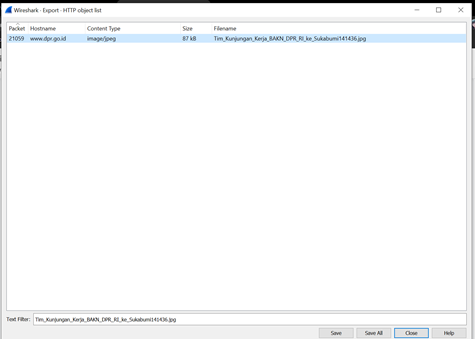 Wireshark · Export · HTTP object list
Packet Hostname Content Type Size Filename
21059 www.dpr.go.id image/jpeg 87 kB Tim_Kunjungan_Kerja_BAKN_DPR_RI_ke_Sukabumi141436.jpg
Text Filter: Tim_Kunjungan_Kerja_BAKN_DPR_RI_ke_Sukabumi141436.jpg
Save Save All Close Help